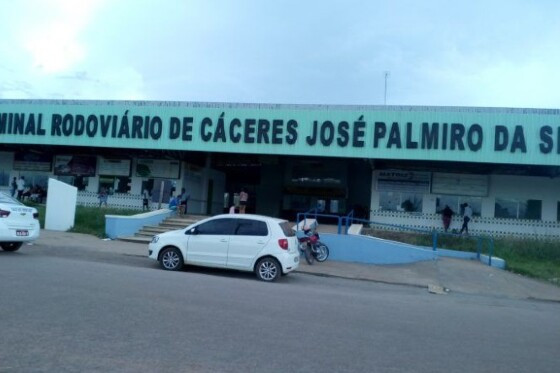 MINAL RODOVIÁRIO DE CÁCERES JOSÉ PALMIRO DA S